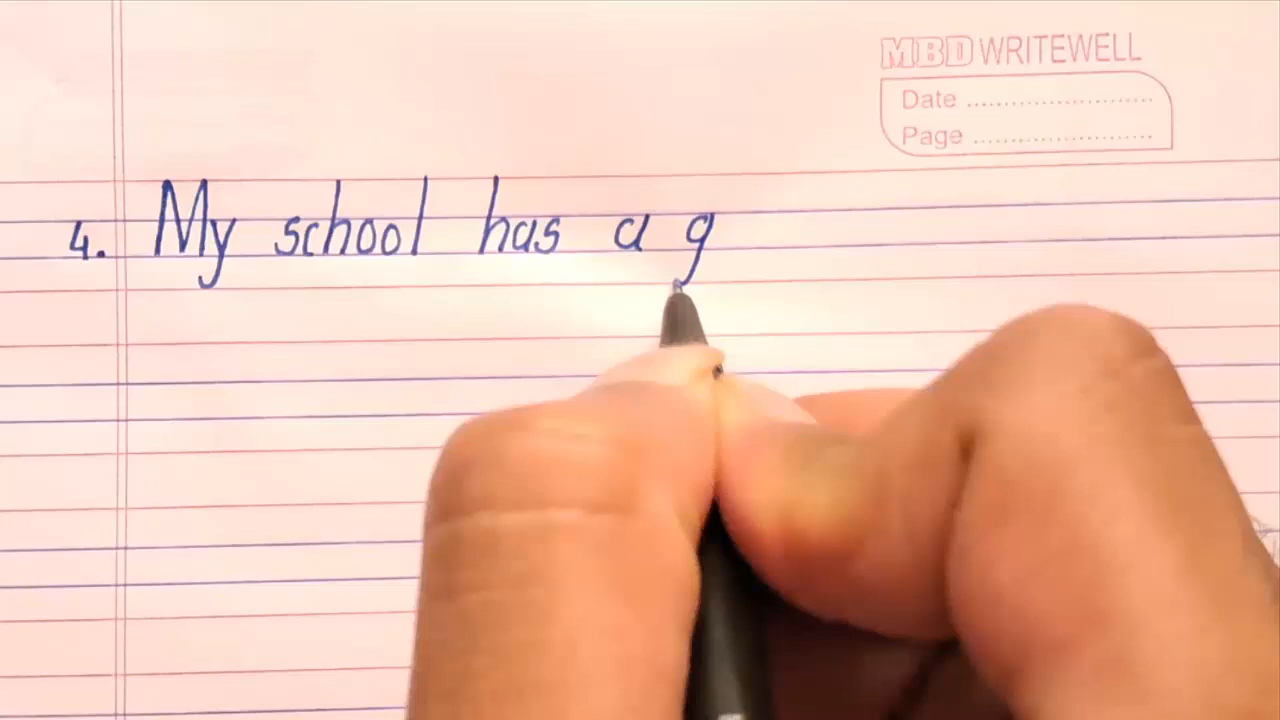 MBD WRITEWELL
Date ............................
Page ............................
4. My school has a g